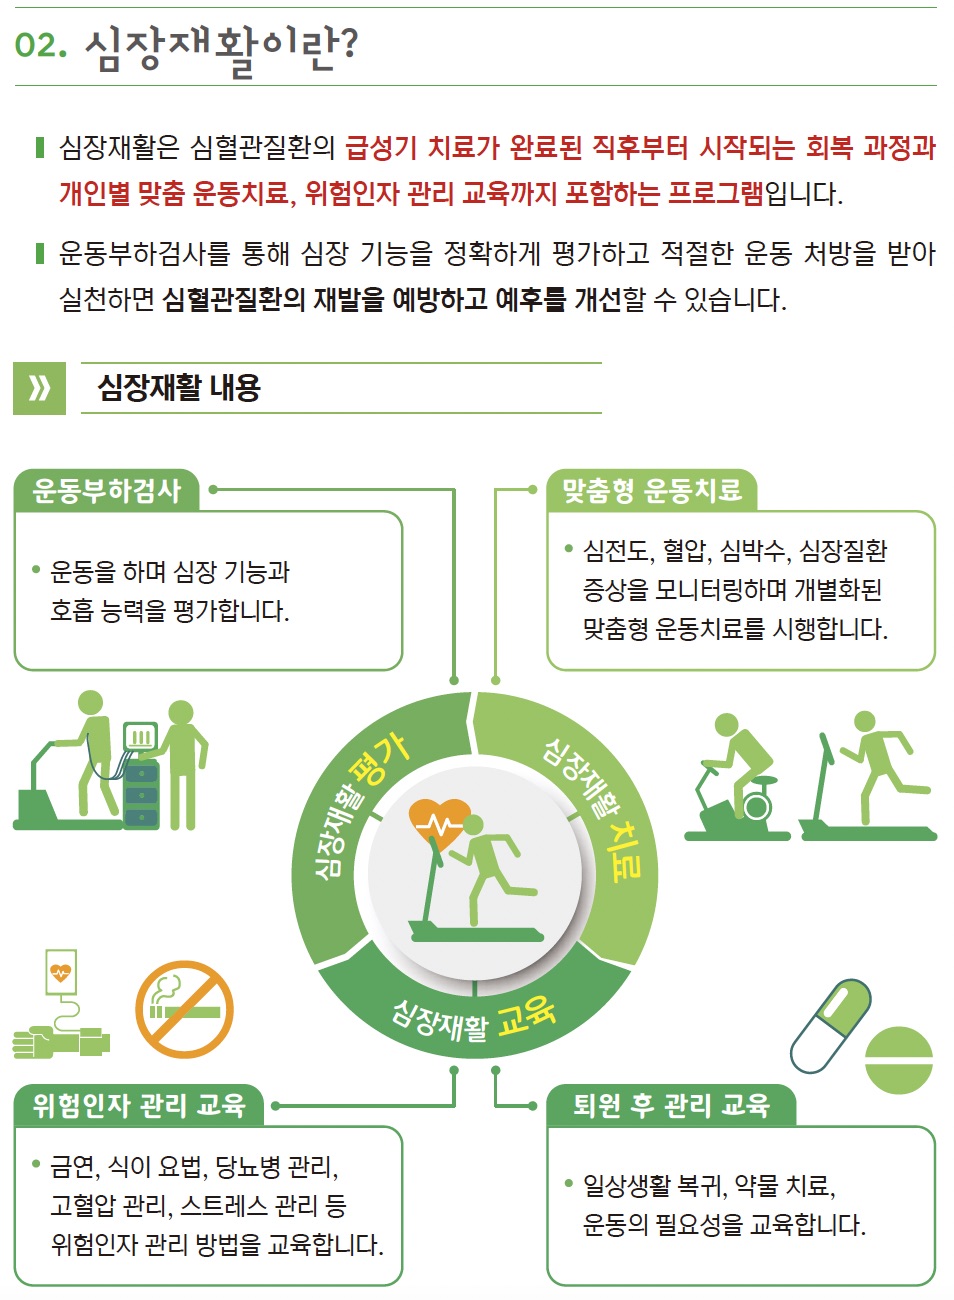 02. 심장재활이란?
심장재활은 심혈관질환의 급성기 치료가 완료된 직후부터 시작되는 회복 과정과
개인별 맞춤 운동치료, 위험인자 관리 교육까지 포함하는 프로그램입니다.
운동부하검사를 통해 심장 기능을 정확하게 평가하고 적절한 운동 처방을 받아
실천하면 심혈관질환의 재발을 예방하고 예후를 개선할 수 있습니다.
심장재활 내용
운동부하검사
운동을 하며 심장 기능과
호흡 능력을 평가합니다.
맞춤형 운동치료
심전도, 혈압, 심박수, 심장질환
증상을 모니터링하며 개별화된
맞춤형 운동치료를 시행합니다.
심장재활 평가
심장재활 치료
심장재활 교육
위험인자 관리 교육
금연, 식이 요법, 당뇨병 관리,
고혈압 관리, 스트레스 관리 등
위험인자 관리 방법을 교육합니다.
퇴원 후 관리 교육
일상생활 복귀, 약물 치료,
운동의 필요성을 교육합니다.